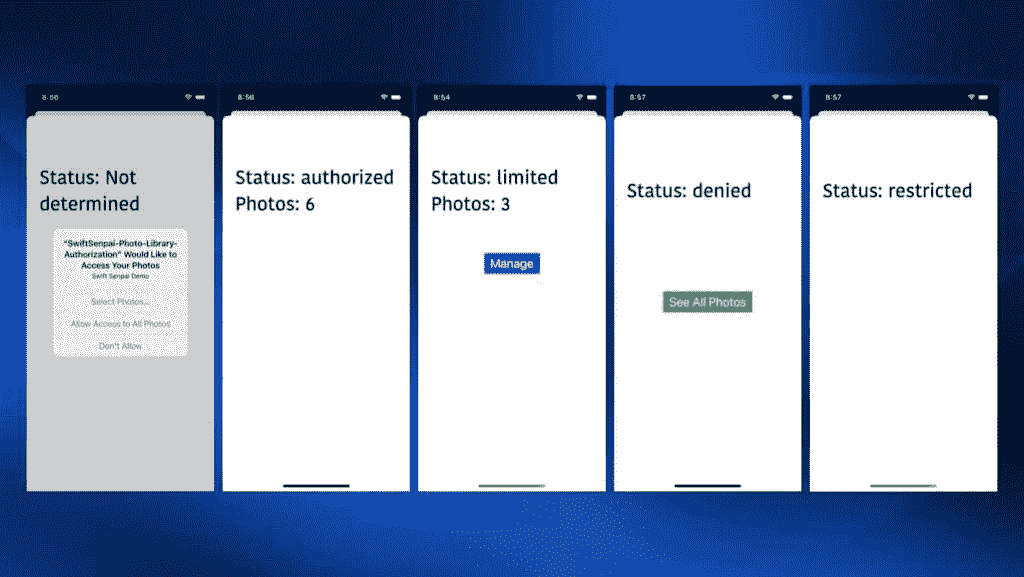 8:56
Status: Not
determined
"SwiftSenpai-Photo-Library-
Authorization" Would Like to
Access Your Photos
Swift Senpai Demo
Select Photos...
Allow Access to All Photos
Don't Allow
8:56
Status: authorized
Photos: 6
8:54
Status: limited
Photos: 3
Manage
8:57
Status: denied
See All Photos
8:57
Status: restricted